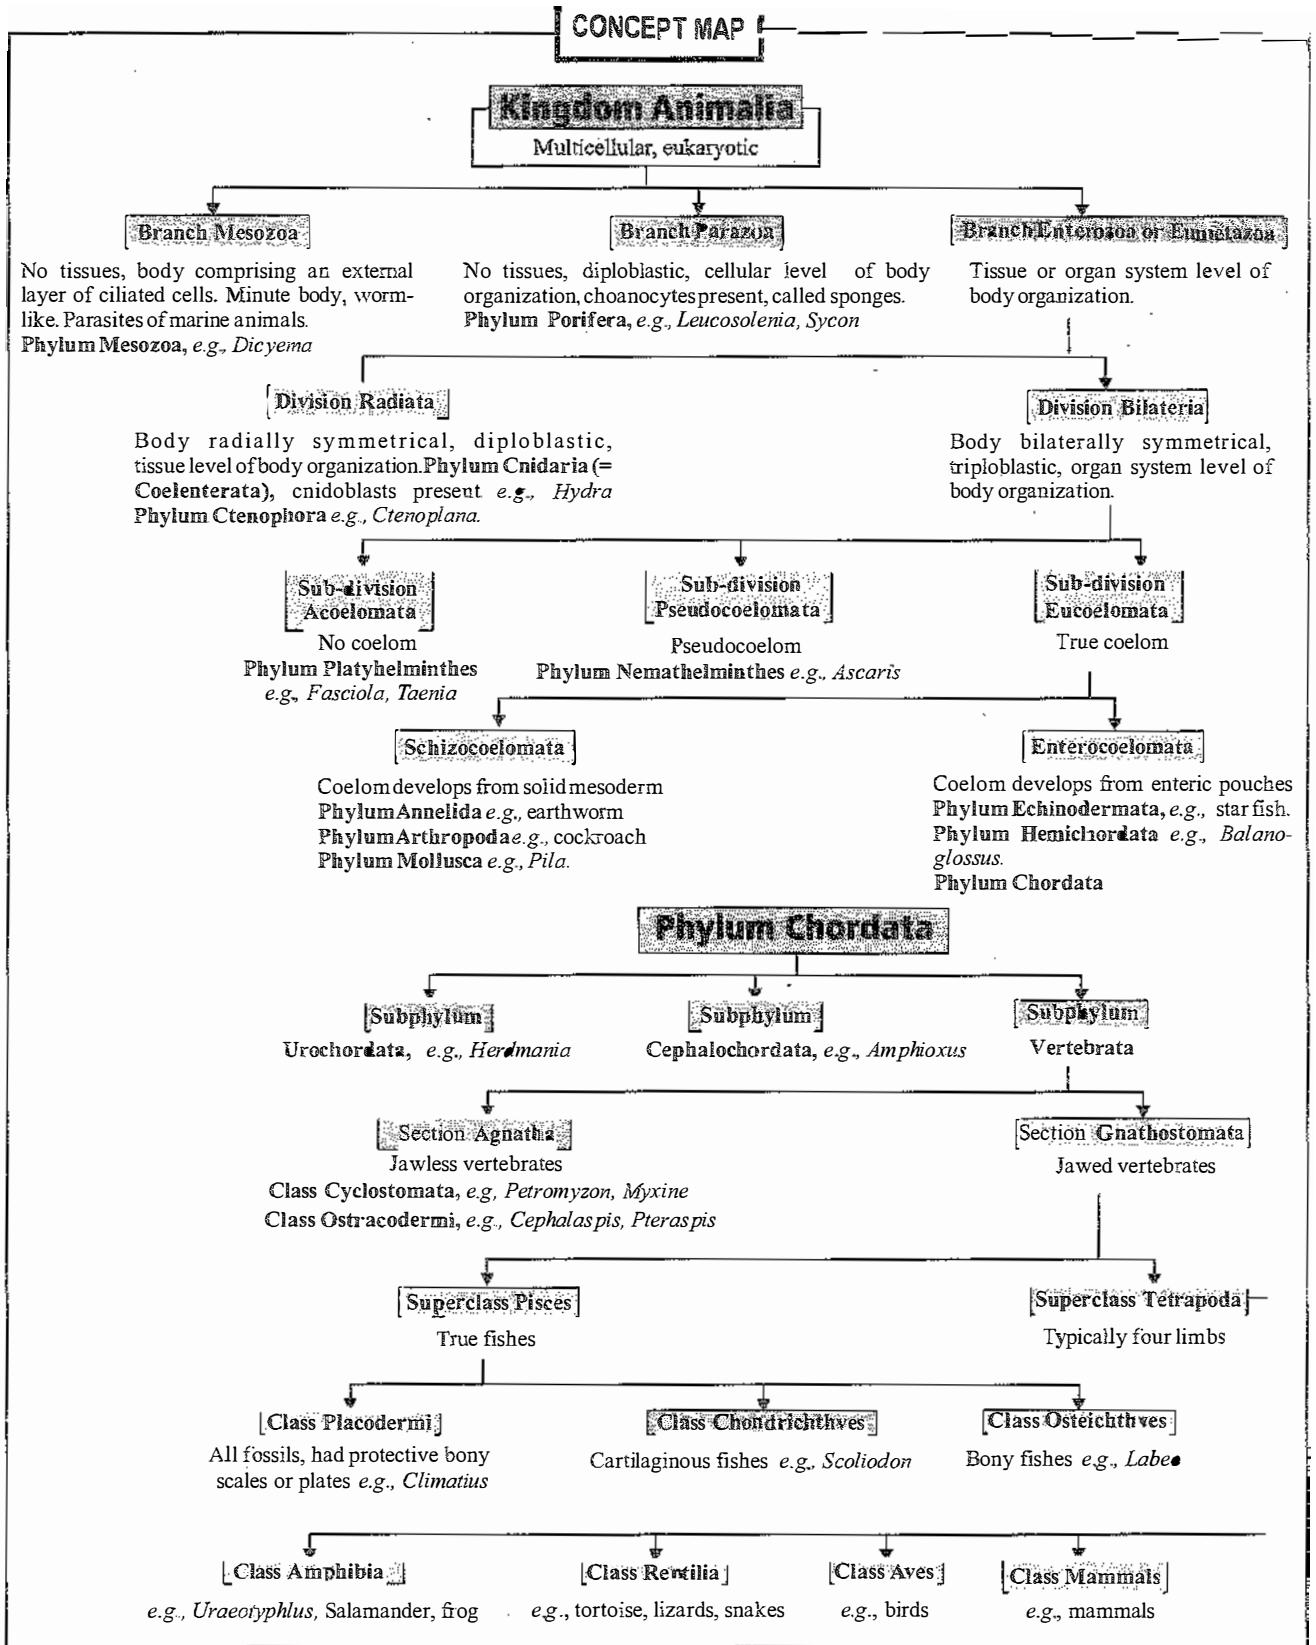 CONCEPT MAP
Kingdom Animalia
Multicellular, eukaryotic
Branch Mesozoa
No tissues, body comprising an external
layer of ciliated cells. Minute body, worm-
like. Parasites of marine animals.
Phylum Mesozoa, e.g., Dicyema
Branch Parazoa
No tissues, diploblastic, cellular level of body
organization, choanocytes present, called sponges.
Phylum Porifera, e.g., Leucosolenia, Sycon
Branch Enterozoa or Eumetazoa
Tissue or organ system level of
body organization.
Division Radiata
Body radially symmetrical, diploblastic,
tissue level of body organization. Phylum Cnidaria (=
Coelenterata), cnidoblasts present e.g., Hydra
Phylum Ctenophora e.g., Ctenoplana.
Division Bilateria
Body bilaterally symmetrical,
triploblastic, organ system level of
body organization.
Sub-division
Acoelomata
No coelom
Phylum Platyhelminthes
e.g., Fasciola, Taenia
Sub-division
Pseudocoelomata
Pseudocoelom
Phylum Nemathelminthes e.g., Ascaris
Sub-division
Eucoelomata
True coelom
Schizocoelomata
Coelom develops from solid mesoderm
Phylum Annelida e.g., earthworm
Phylum Arthropoda e.g., cockroach
Phylum Mollusca e.g., Pila.
Enterocoelomata
Coelom develops from enteric pouches
Phylum Echinodermata, e.g., star fish.
Phylum Hemichordata e.g., Balano-
glossus.
Phylum Chordata
Phylum Chordata
Subphylum
Urochordata, e.g., Herdmania
Subphylum
Cephalochordata, e.g., Amphioxus
Subphylum
Vertebrata
Section Agnatha
Jawless vertebrates
Class Cyclostomata, e.g, Petromyzon, Myxine
Class Ostracodermi, e.g., Cephalaspis, Pteraspis
Section Gnathostomata
Jawed vertebrates
Superclass Pisces
True fishes
Superclass Tetrapoda
Typically four limbs
Class Placodermi
All fossils, had protective bony
scales or plates e.g., Climatius
Class Chondrichthyes
Cartilaginous fishes e.g., Scoliodon
Class Osteichthyes
Bony fishes e.g., Labeo
Class Amphibia
e.g., Uraeotyphlus, Salamander, frog
Class Reptilia
e.g., tortoise, lizards, snakes
Class Aves
e.g., birds
Class Mammals
e.g., mammals